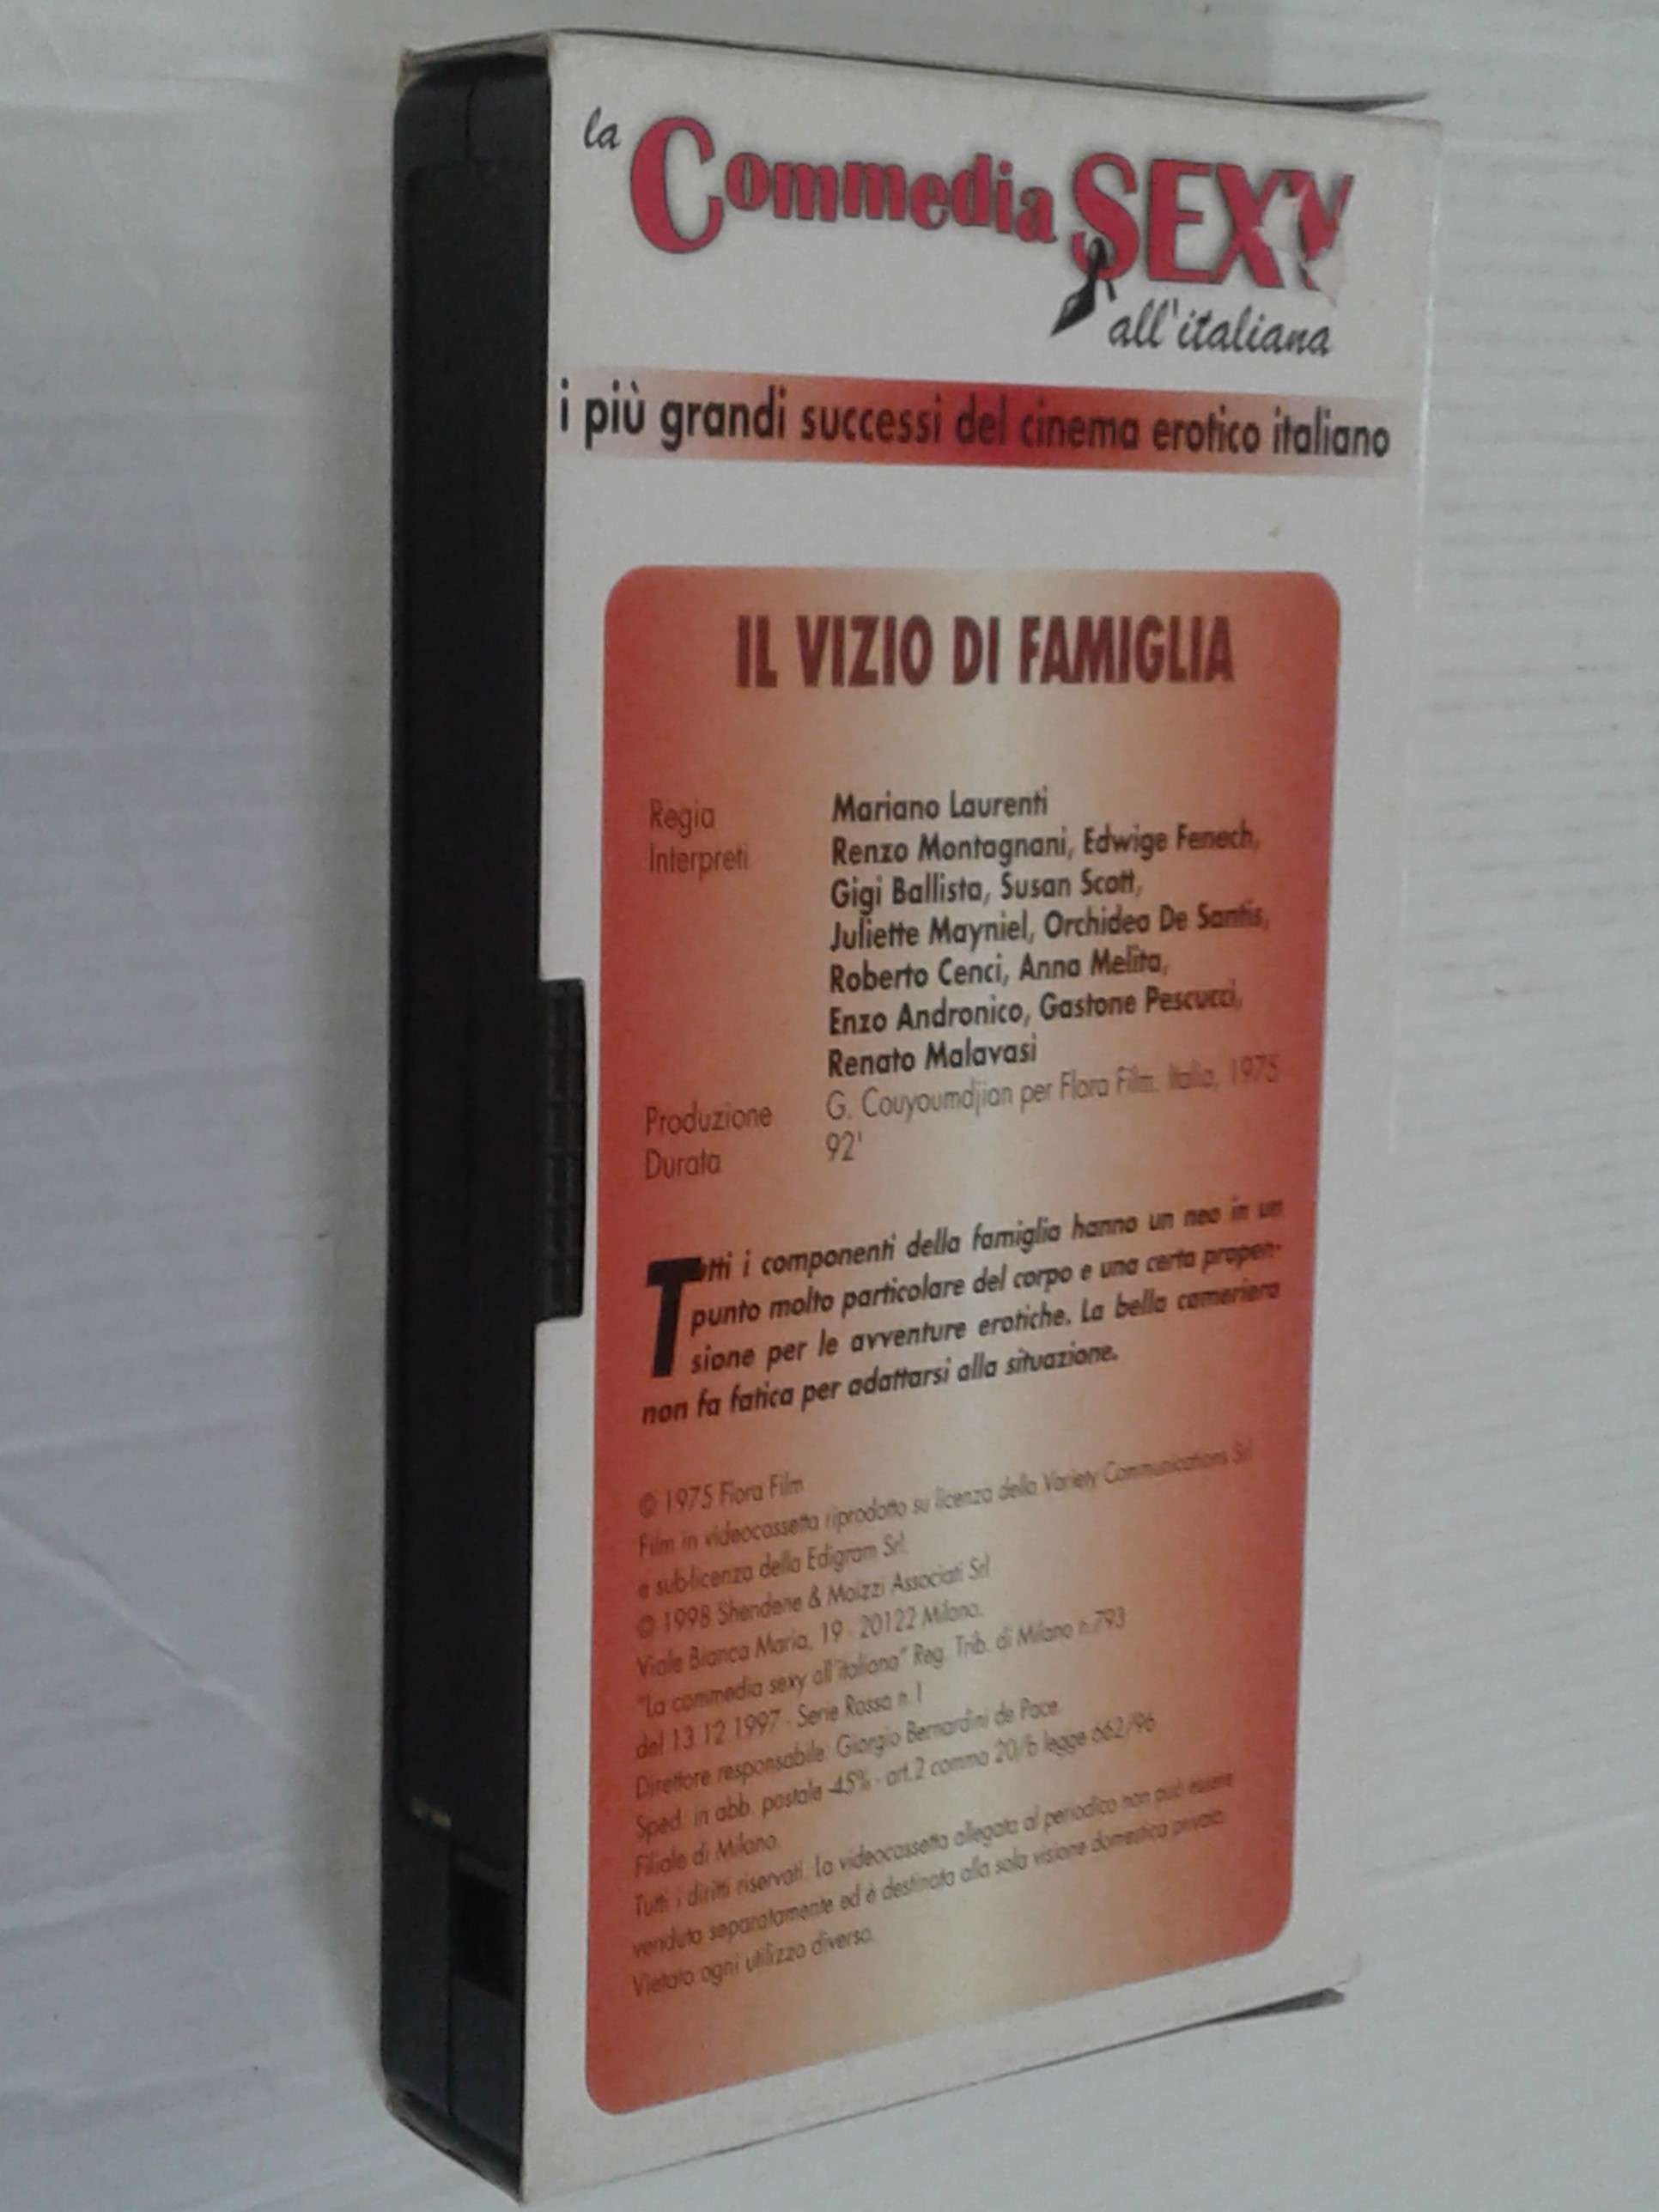 la
Commedia SEXY
all'italiana
i più grandi successi del cinema erotico italiano
IL VIZIO DI FAMIGLIA
Regia Mariano Laurenti
Interpreti Renzo Montagnani, Edwige Fenech,
Gigi Ballista, Susan Scott,
Juliette Mayniel, Orchidea De Santis,
Roberto Cenci, Anna Melita,
Enzo Andronico, Gastone Pescucci,
Renato Malavasi
Produzione G. Couyoumdjian per Flora Film. Italia, 1975
Durata 92'
Tutti i componenti della famiglia hanno un neo in un
punto molto particolare del corpo e una certa propen-
sione per le avventure erotiche. La bella cameriera
non fa fatica per adattarsi alla situazione.
© 1975 Flora Film
Film in videocassetta riprodotto su licenza della Variety Communications Srl
e sub-licenza della Edigram Srl.
© 1998 Shendene & Moizzi Associati Srl
Viale Bianca Maria, 19 - 20122 Milano.
"La commedia sexy all'italiana" Reg. Trib. di Milano n.793
del 13.12.1997 - Serie Rossa n.1
Direttore responsabile: Giorgio Bernardini de Pace
Sped. in abb. postale -45% - art.2 comma 20/b legge 662/96
Filiale di Milano.
Tutti i diritti riservati. La videocassetta allegata al periodico non può essere
venduta separatamente ed è destinata alla sola visione domestica privata.
Vietato ogni utilizzo diverso.